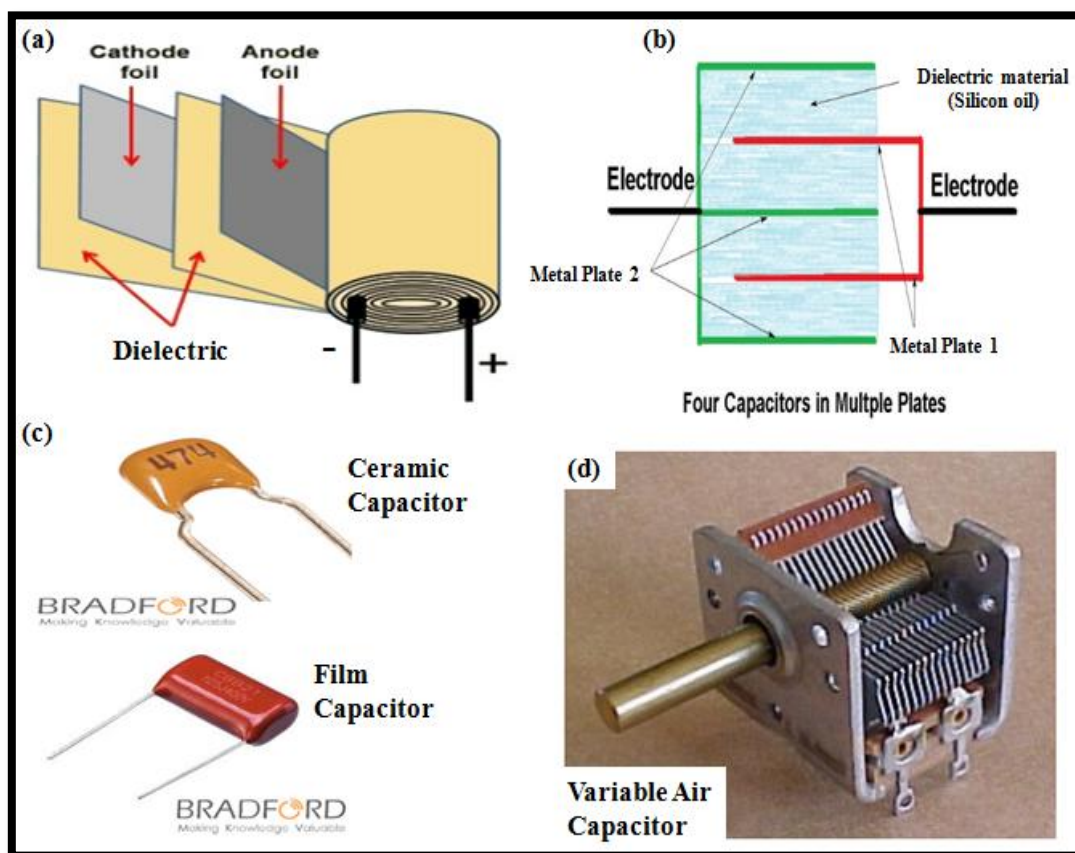 (a)
Cathode
foil
Anode
foil
Dielectric
-
+
(b)
Dielectric material
(Silicon oil)
Electrode
Electrode
Metal Plate 2
Metal Plate 1
Four Capacitors in Multple Plates
(c)
474
Ceramic
Capacitor
BRADFORD
Making Knowledge Valuable
Film
Capacitor
BRADFORD
Making Knowledge Valuable
(d)
Variable Air
Capacitor